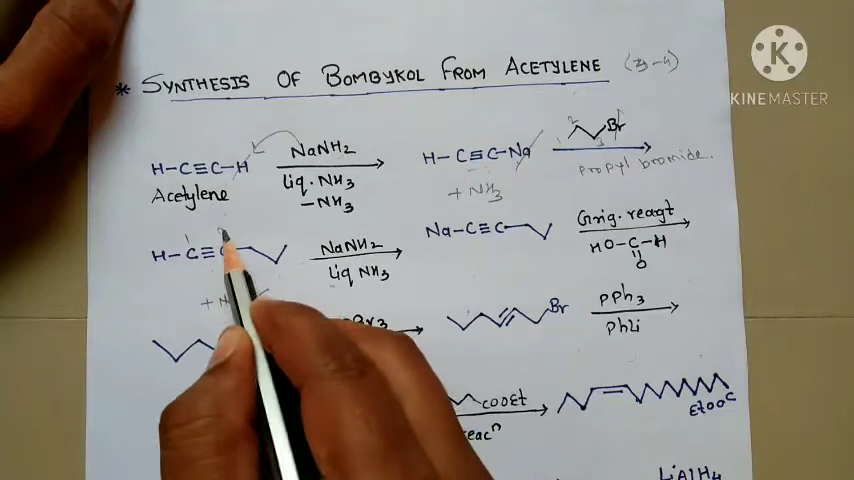 * SYNTHESIS OF BOMBYKOL FROM ACETYLENE
K
KINEMASTER
H-C≡C-H NaNH2 H-C≡C-Na Br
Acetylene Liq. NH3 + NH3 propyl bromide.
-NH3
H-C≡C NaNH2 Na-C≡C Grig. reagt
Liq NH3 HO-C-H
O
Br3 Br PPh3
PhLi
COOEt EtOOC
reacⁿ
LiAlH4